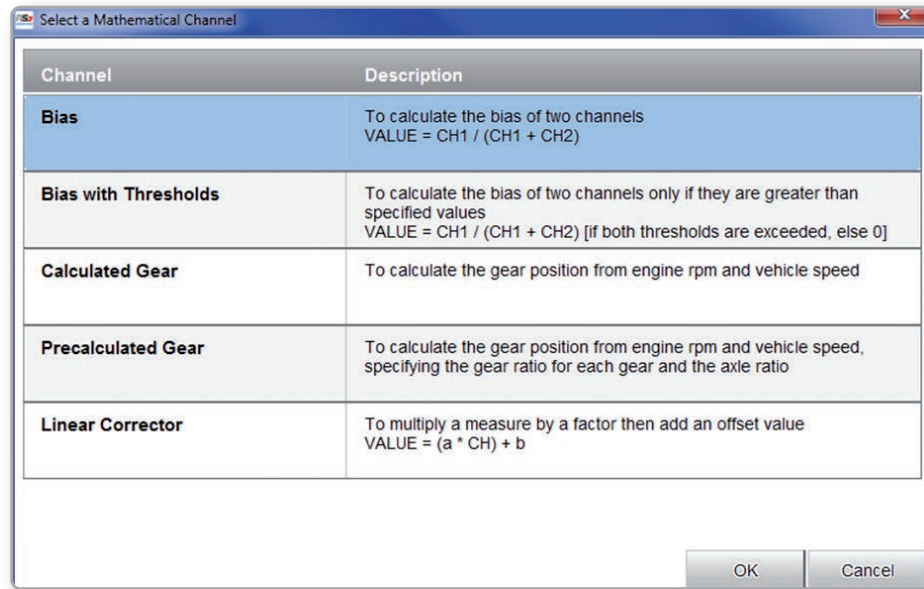 Select a Mathematical Channel
Channel Description
Bias To calculate the bias of two channels
VALUE = CH1 / (CH1 + CH2)
Bias with Thresholds To calculate the bias of two channels only if they are greater than
specified values
VALUE = CH1 / (CH1 + CH2) [if both thresholds are exceeded, else 0]
Calculated Gear To calculate the gear position from engine rpm and vehicle speed
Precalculated Gear To calculate the gear position from engine rpm and vehicle speed,
specifying the gear ratio for each gear and the axle ratio
Linear Corrector To multiply a measure by a factor then add an offset value
VALUE = (a * CH) + b
OK Cancel